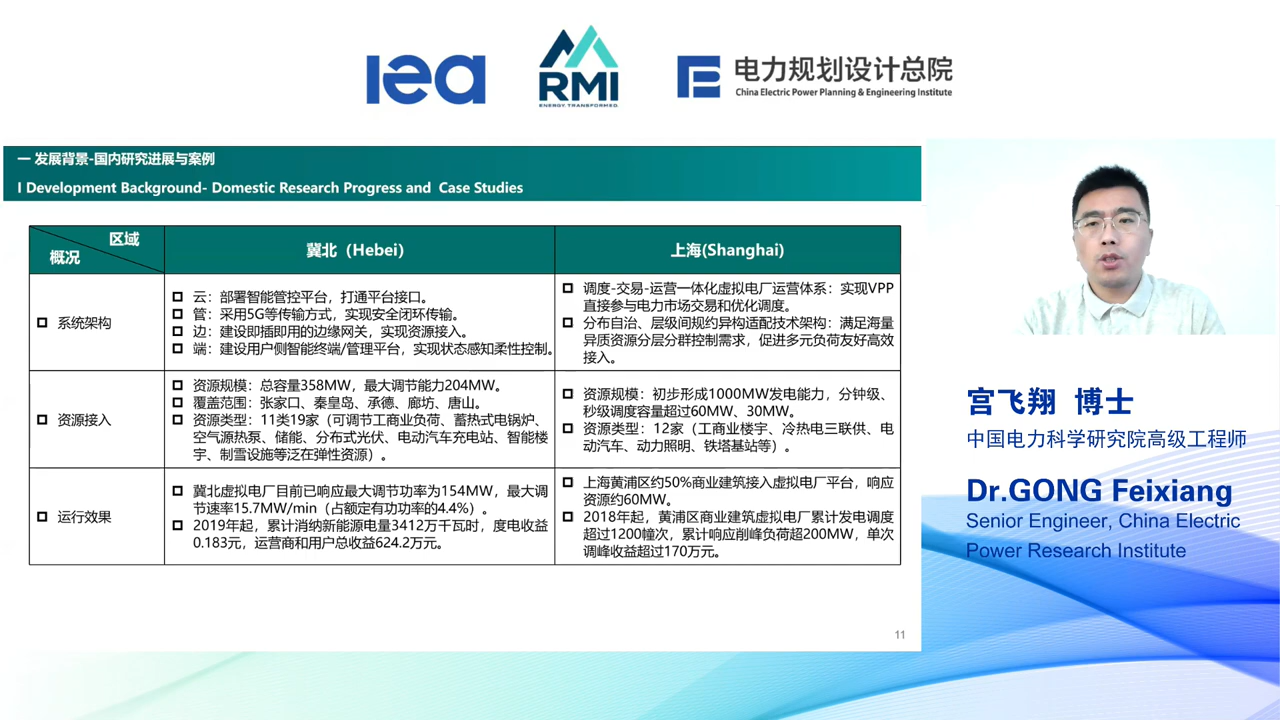 iea
RMI
ENERGY. TRANSFORMED.
电力规划设计总院
China Electric Power Planning & Engineering Institute
一 发展背景-国内研究进展与案例
I Development Background- Domestic Research Progress and Case Studies
区域
概况
冀北（Hebei）
上海(Shanghai)
系统架构
云：部署智能管控平台，打通平台接口。
管：采用5G等传输方式，实现安全闭环传输。
边：建设即插即用的边缘网关，实现资源接入。
端：建设用户侧智能终端/管理平台，实现状态感知柔性控制。
调度-交易-运营一体化虚拟电厂运营体系：实现VPP
直接参与电力市场交易和优化调度。
分布自治、层级间规约异构适配技术架构：满足海量
异质资源分层分群控制需求，促进多元负荷友好高效
接入。
资源接入
资源规模：总容量358MW，最大调节能力204MW。
覆盖范围：张家口、秦皇岛、承德、廊坊、唐山。
资源类型：11类19家（可调节工商业负荷、蓄热式电锅炉、
空气源热泵、储能、分布式光伏、电动汽车充电站、智能楼
宇、制雪设施等泛在弹性资源）。
资源规模：初步形成1000MW发电能力，分钟级、
秒级调度容量超过60MW、30MW。
资源类型：12家（工商业楼宇、冷热电三联供、电
动汽车、动力照明、铁塔基站等）。
运行效果
冀北虚拟电厂目前已响应最大调节功率为154MW，最大调
节速率15.7MW/min（占额定有功功率的4.4%）。
2019年起，累计消纳新能源电量3412万千瓦时，度电收益
0.183元，运营商和用户总收益624.2万元。
上海黄浦区约50%商业建筑接入虚拟电厂平台，响应
资源约60MW。
2018年起，黄浦区商业建筑虚拟电厂累计发电调度
超过1200幢次，累计响应削峰负荷超200MW，单次
调峰收益超过170万元。
11
宫飞翔 博士
中国电力科学研究院高级工程师
Dr.GONG Feixiang
Senior Engineer, China Electric
Power Research Institute